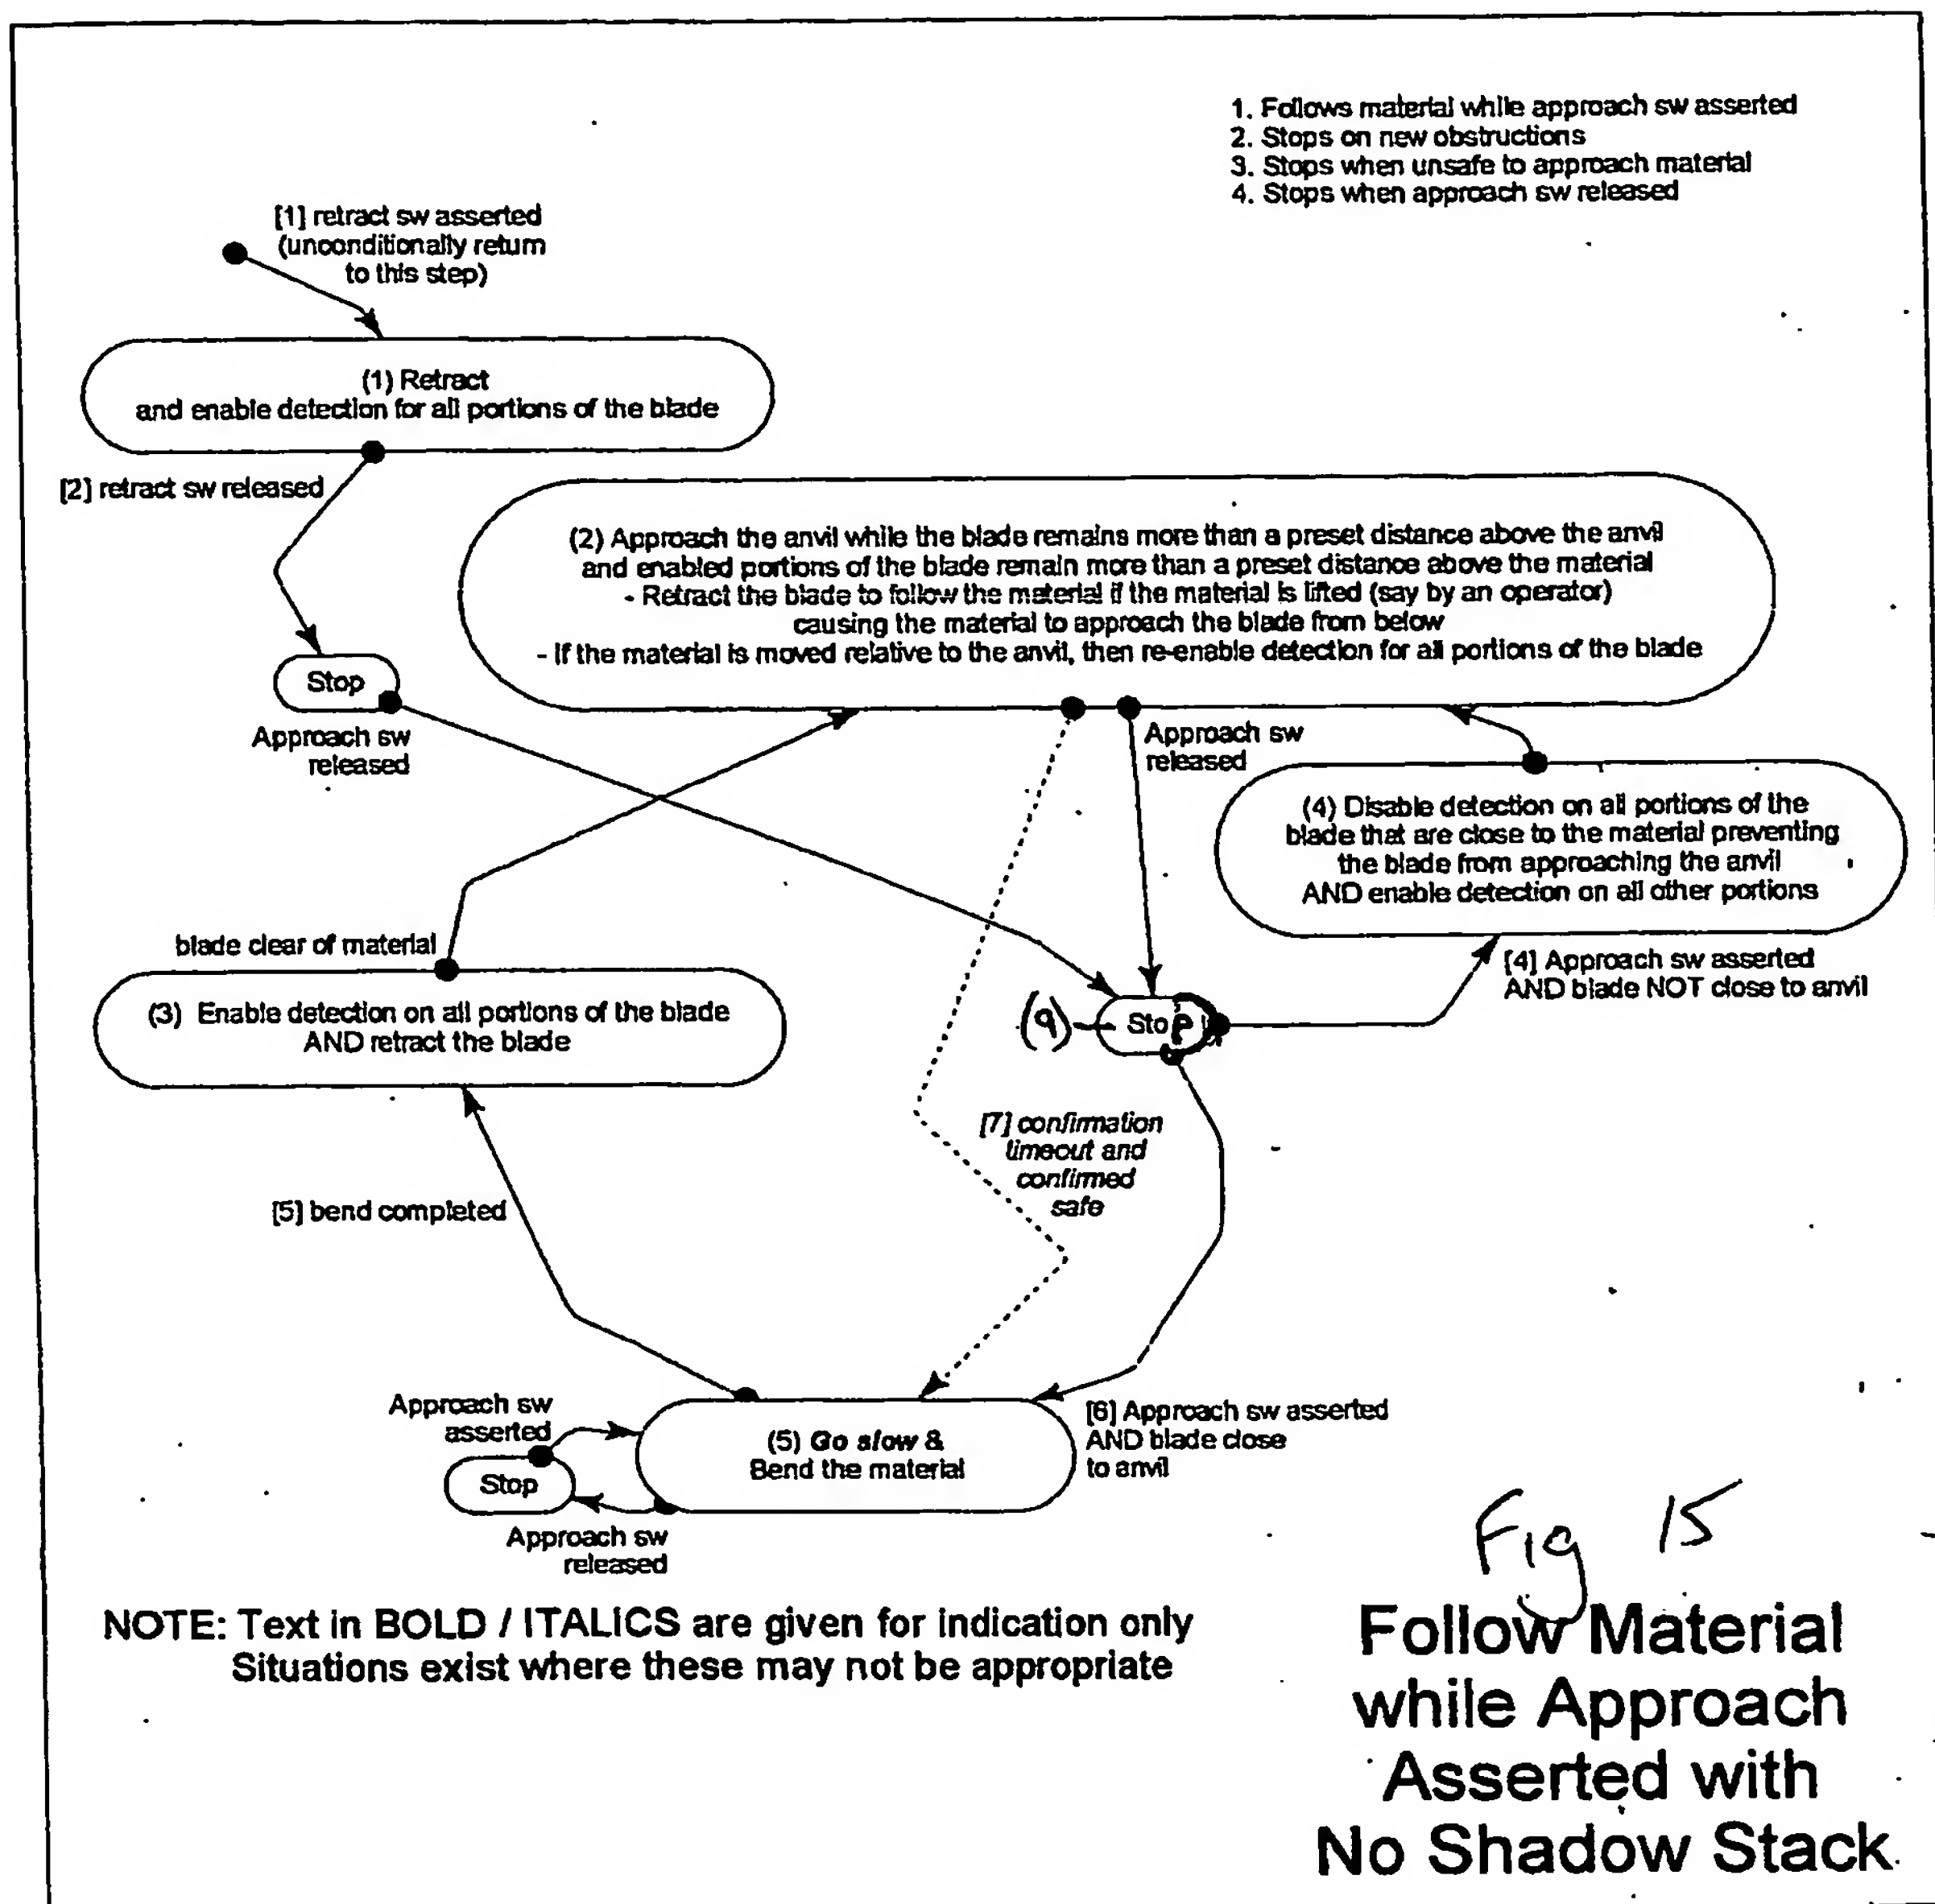 1. Follows material while approach sw asserted
2. Stops on new obstructions
3. Stops when unsafe to approach material
4. Stops when approach sw released
[1] retract sw asserted
(unconditionally return
to this step)
(1) Retract
and enable detection for all portions of the blade
[2] retract sw released
(2) Approach the anvil while the blade remains more than a preset distance above the anvil
and enabled portions of the blade remain more than a preset distance above the material
- Retract the blade to follow the material if the material is lifted (say by an operator)
causing the material to approach the blade from below
- If the material is moved relative to the anvil, then re-enable detection for all portions of the blade
Stop
Approach sw
released
Approach sw
released
(4) Disable detection on all portions of the
blade that are close to the material preventing
the blade from approaching the anvil
AND enable detection on all other portions
blade clear of material
[4] Approach sw asserted
AND blade NOT close to anvil
(3) Enable detection on all portions of the blade
AND retract the blade
(9) Stop
[7] confirmation
timeout and
confirmed
safe
[5] bend completed
Approach sw
asserted
[6] Approach sw asserted
AND blade close
to anvil
(5) Go slow &
Bend the material
Stop
Approach sw
released
Fig 15
NOTE: Text in BOLD / ITALICS are given for indication only
Situations exist where these may not be appropriate
Follow Material
while Approach
Asserted with
No Shadow Stack